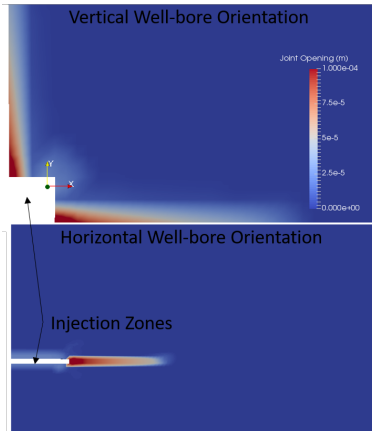 Vertical Well-bore Orientation
Joint Opening (m)
1.000e-04
7.5e-5
5e-5
2.5e-5
0.000e+00
Y
X
Horizontal Well-bore Orientation
Injection Zones